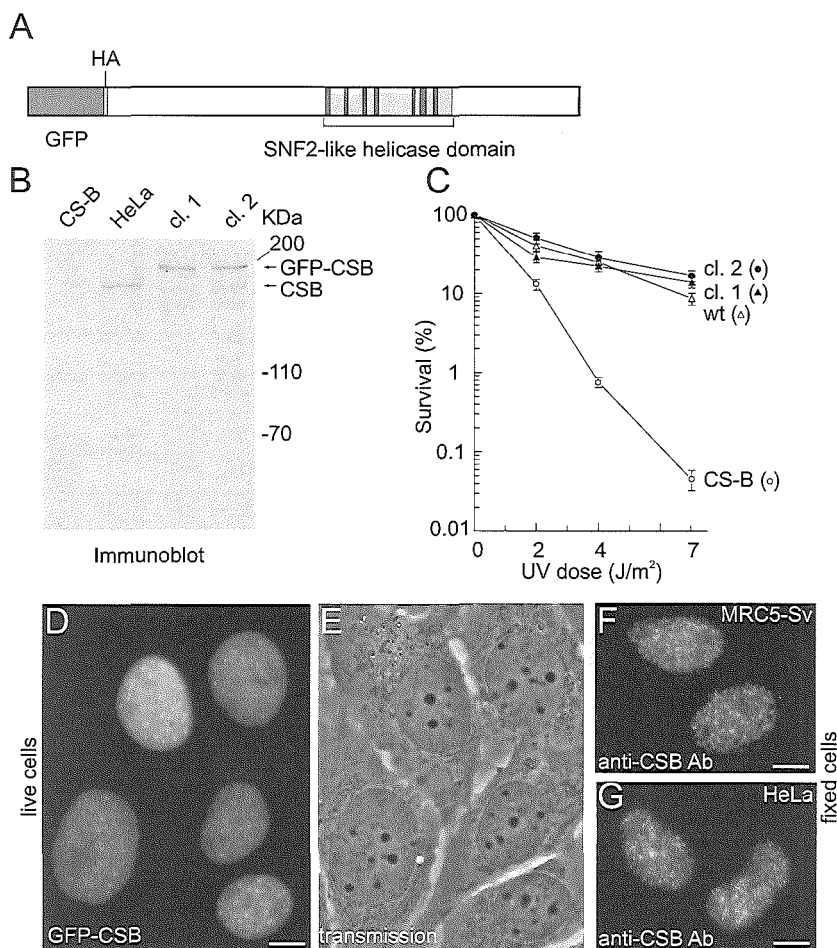 A
HA
GFP
SNF2-like helicase domain
B
CS-B HeLa cl. 1 cl. 2 KDa
200
←GFP-CSB
←CSB
-110
-70
Immunoblot
C
Survival (%)
100
10
1
0.1
0.01
0 2 4 7
UV dose (J/m²)
cl. 2 (●)
cl. 1 (▲)
wt (△)
CS-B (○)
live cells
D
GFP-CSB
E
transmission
F
MRC5-Sv
anti-CSB Ab
G
HeLa
anti-CSB Ab
fixed cells